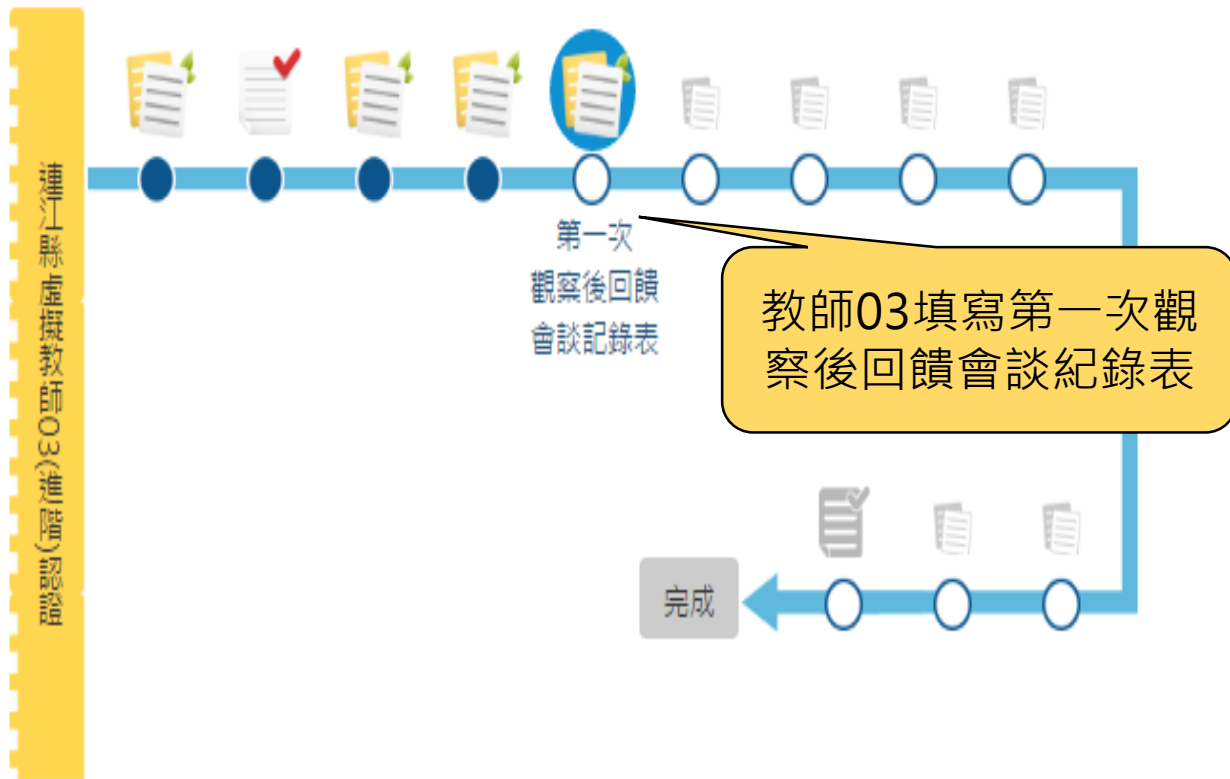 連江縣虛擬教師03(進階)認證
第一次
觀察後回饋
會談記錄表
教師03填寫第一次觀
察後回饋會談紀錄表
完成